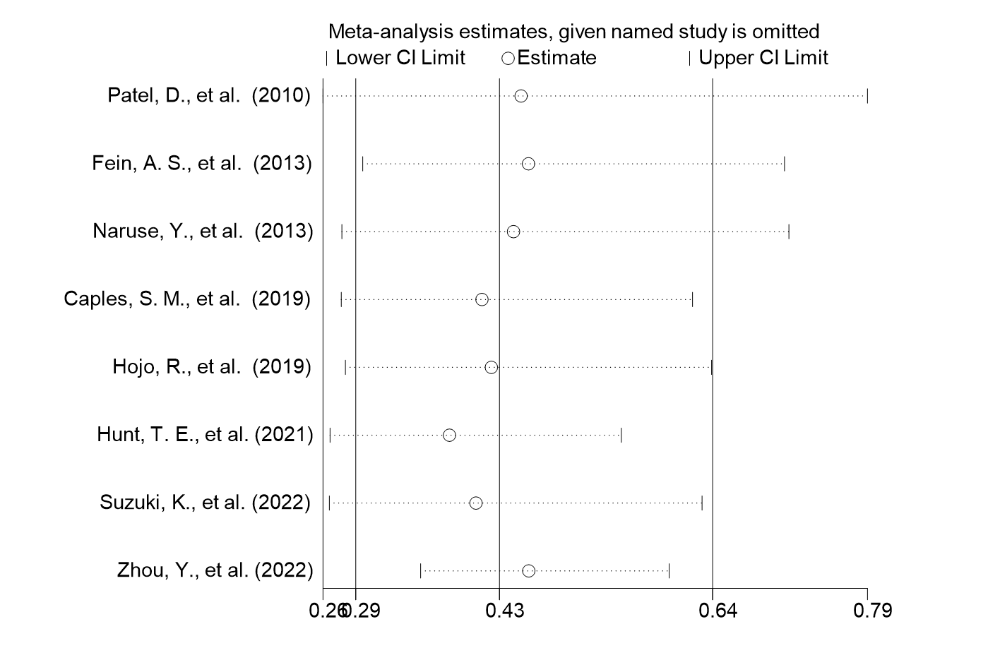 Meta-analysis estimates, given named study is omitted
Lower CI Limit Estimate Upper CI Limit
Patel, D., et al. (2010)
Fein, A. S., et al. (2013)
Naruse, Y., et al. (2013)
Caples, S. M., et al. (2019)
Hojo, R., et al. (2019)
Hunt, T. E., et al. (2021)
Suzuki, K., et al. (2022)
Zhou, Y., et al. (2022)
0.26 0.29 0.43 0.64 0.79